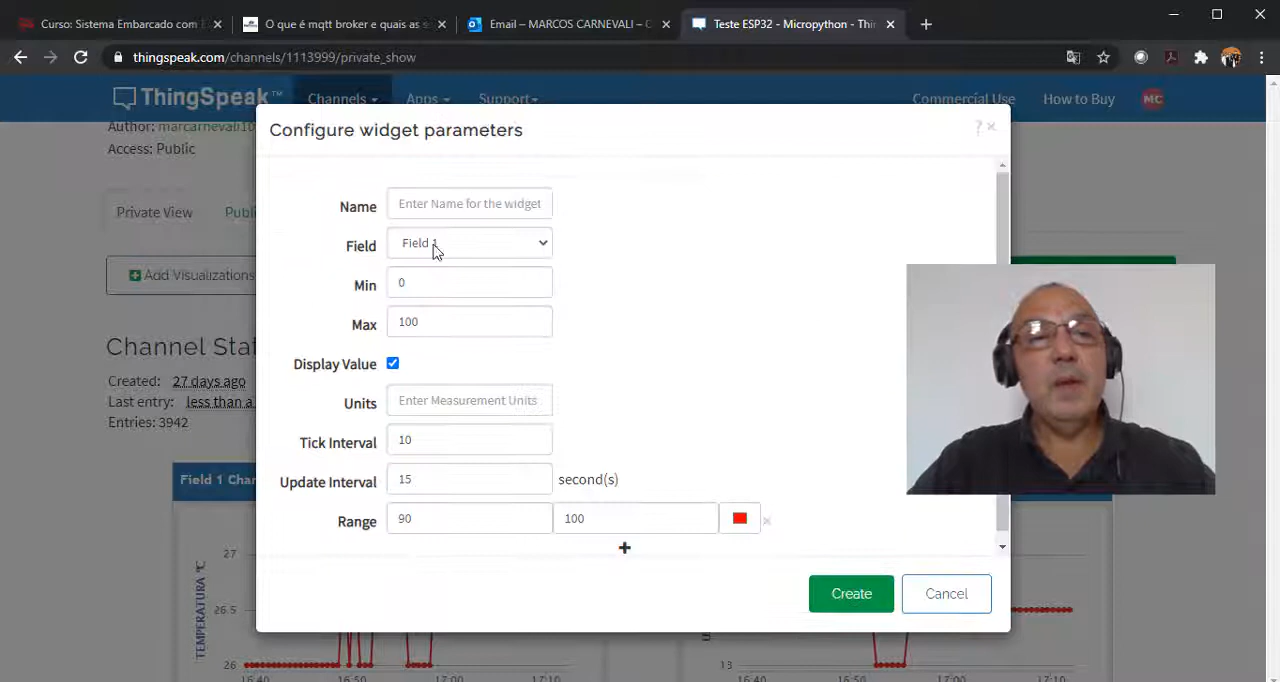 Curso: Sistema Embarcado com E
O que é mqtt broker e quais as s
Email – MARCOS CARNEVALI – O
Teste ESP32 - Micropython - Thin
thingspeak.com/channels/1113999/private_show
ThingSpeak™
Channels
Apps
Support
Commercial Use
How to Buy
MC
Author: marcarnevali10
Access: Public
Private View
Publi
Add Visualizations
Channel Stat
Created: 27 days ago
Last entry: less than a
Entries: 3942
Configure widget parameters
? ×
Name
Enter Name for the widget
Field
Field 1
Min
0
Max
100
Display Value
Units
Enter Measurement Units
Tick Interval
10
Update Interval
15
second(s)
Range
90
100
Create
Cancel
Field 1 Char
TEMPERATURA ºC
27
26.5
26
16:40
16:50
17:00
17:10
13
16:40
16:50
17:00
17:10